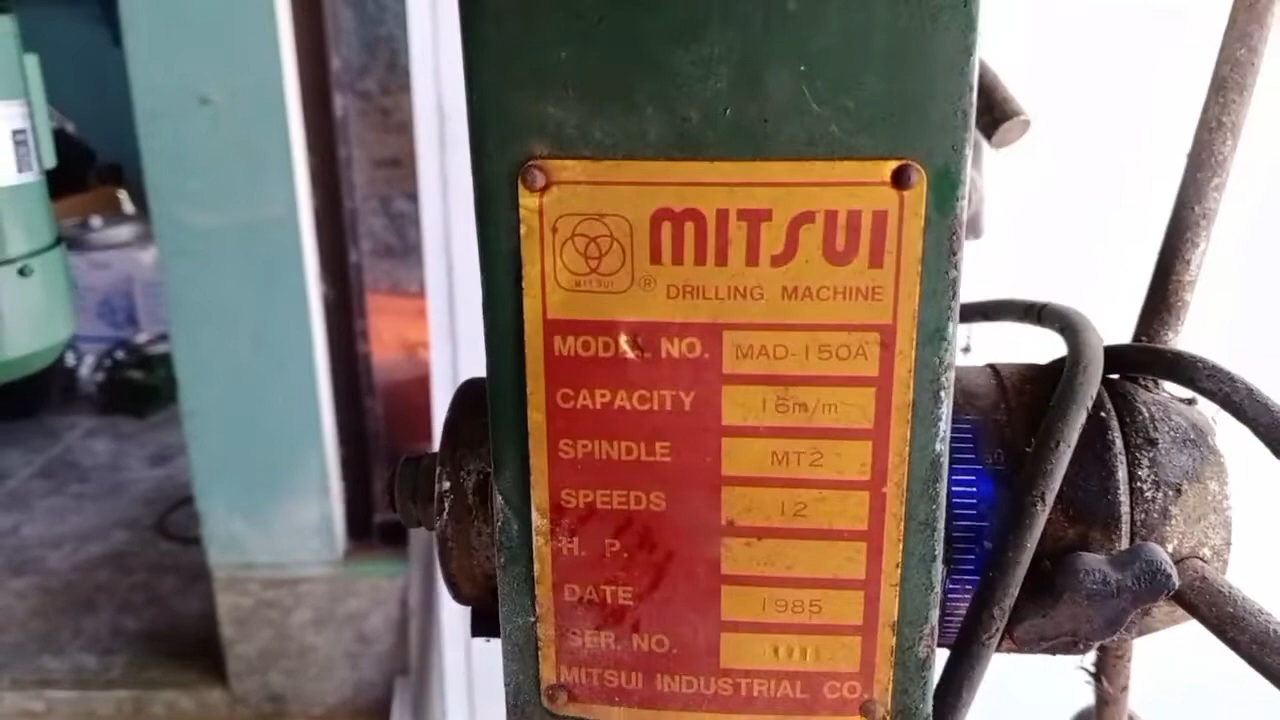 MITSUI
MITSUI ® DRILLING MACHINE
MODEL NO. MAD-150A
CAPACITY 16m/m
SPINDLE MT2
SPEEDS 12
H. P.
DATE 1985
SER. NO.
MITSUI INDUSTRIAL CO.